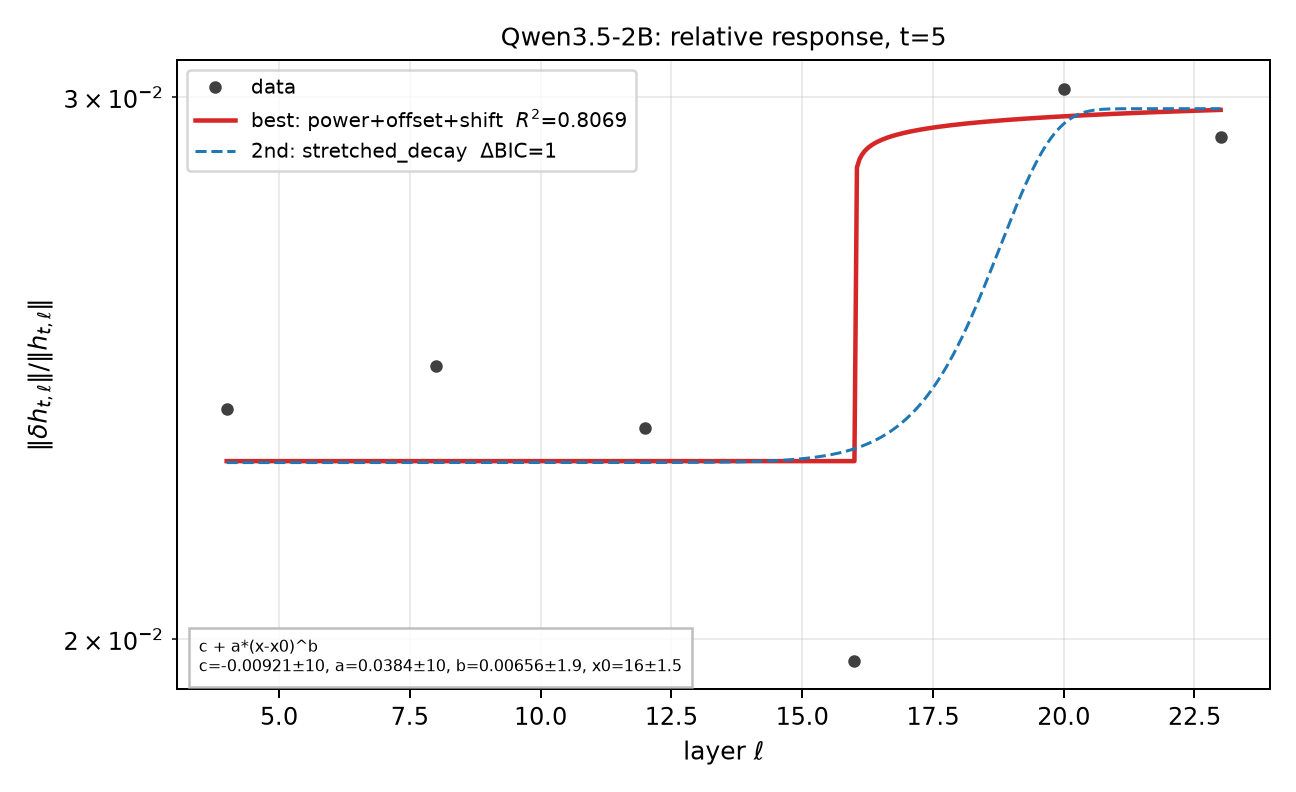 Qwen3.5-2B: relative response, t=5
data
best: power+offset+shift R²=0.8069
2nd: stretched_decay ΔBIC=1
3 × 10⁻²
2 × 10⁻²
‖δhₜ,ℓ‖/‖hₜ,ℓ‖
c + a*(x-x0)^b
c=-0.00921±10, a=0.0384±10, b=0.00656±1.9, x0=16±1.5
5.0 7.5 10.0 12.5 15.0 17.5 20.0 22.5
layer ℓ